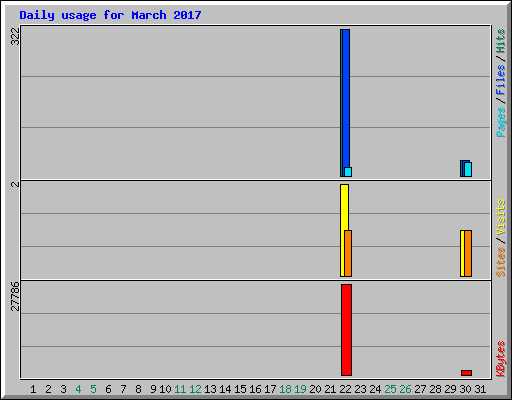 Daily usage for March 2017
322
2
27786
Pages / Files / Hits
Sites / Visits
KBytes
1 2 3 4 5 6 7 8 9 10 11 12 13 14 15 16 17 18 19 20 21 22 23 24 25 26 27 28 29 30 31